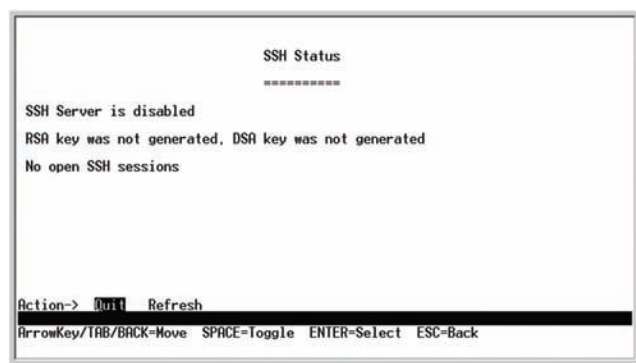 SSH Status
==========
SSH Server is disabled
RSA key was not generated, DSA key was not generated
No open SSH sessions
Action-> Quit Refresh
ArrowKey/TAB/BACK=Move SPACE=Toggle ENTER=Select ESC=Back